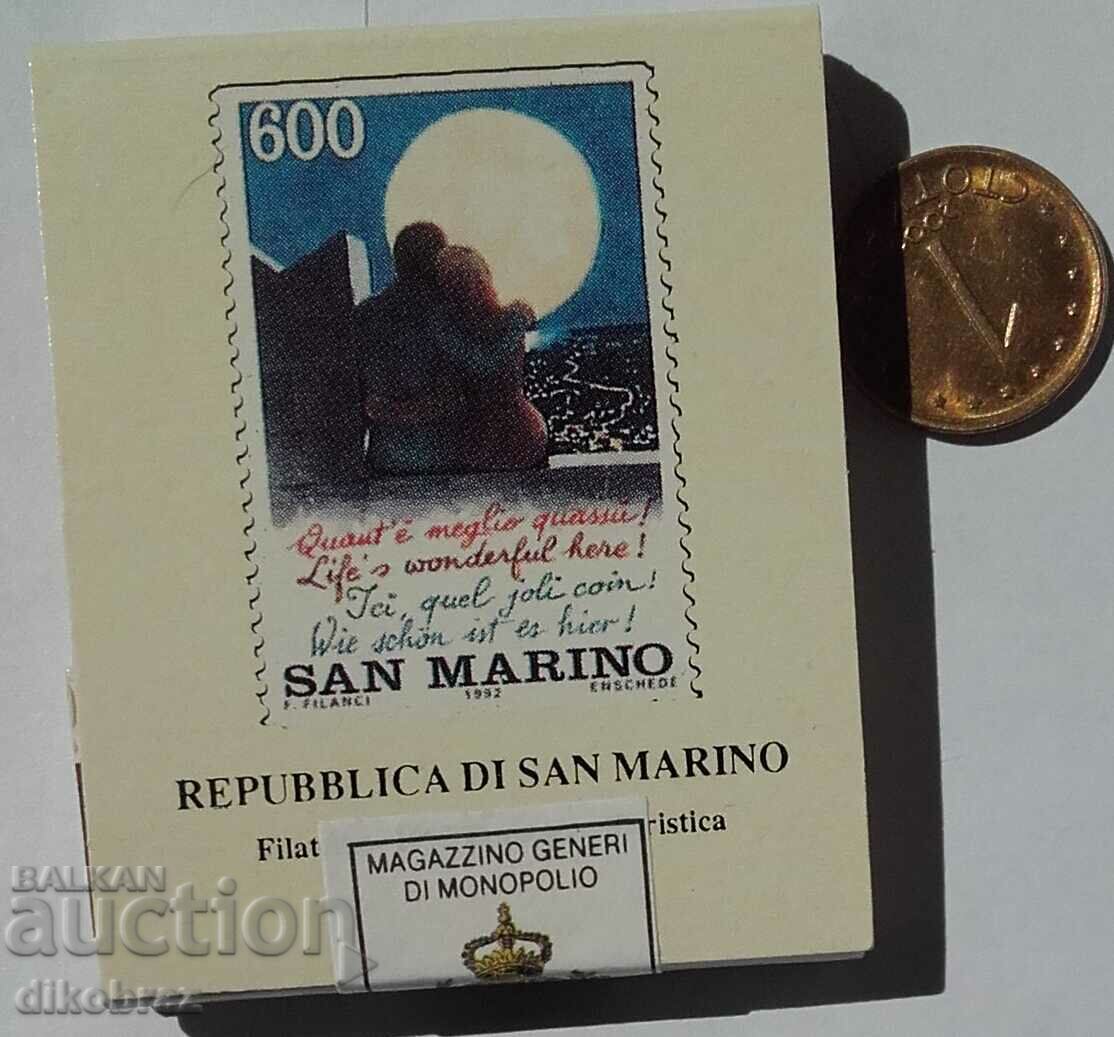 600
Quant'è meglio quassù!
Life's wonderful here!
Ici, quel joli coin!
Wie schön ist es hier!
SAN MARINO
F. FILANCI 1992 ENSCHEDE
REPUBBLICA DI SAN MARINO
Filat ristica
MAGAZZINO GENERI
DI MONOPOLIO
BALKAN
auction
dikobraz
1